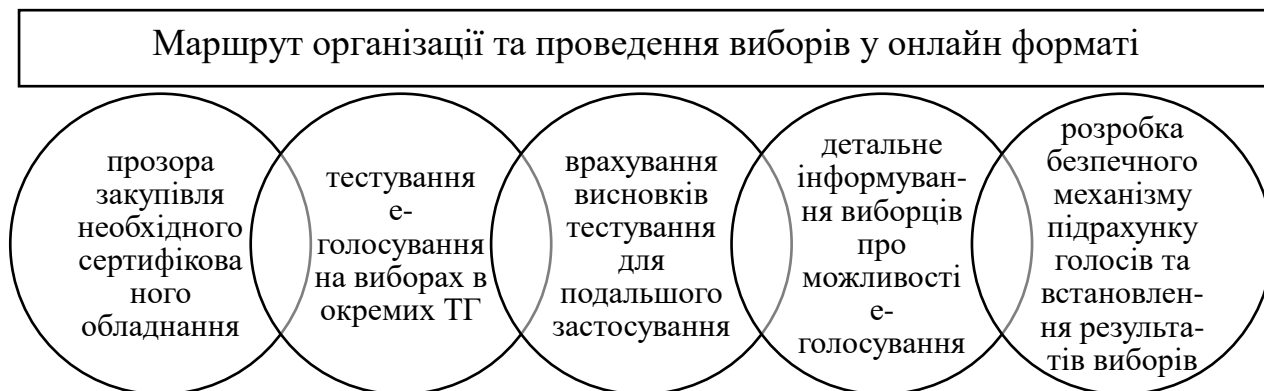 Маршрут організації та проведення виборів у онлайн форматі
прозора
закупівля
необхідного
сертифікова
ного
обладнання
тестування
е-
голосування
на виборах в
окремих ТГ
врахування
висновків
тестування
для
подальшого
застосування
детальне
інформуван-
ня виборців
про
можливості
е-
голосування
розробка
безпечного
механізму
підрахунку
голосів та
встановлен-
ня результа-
тів виборів